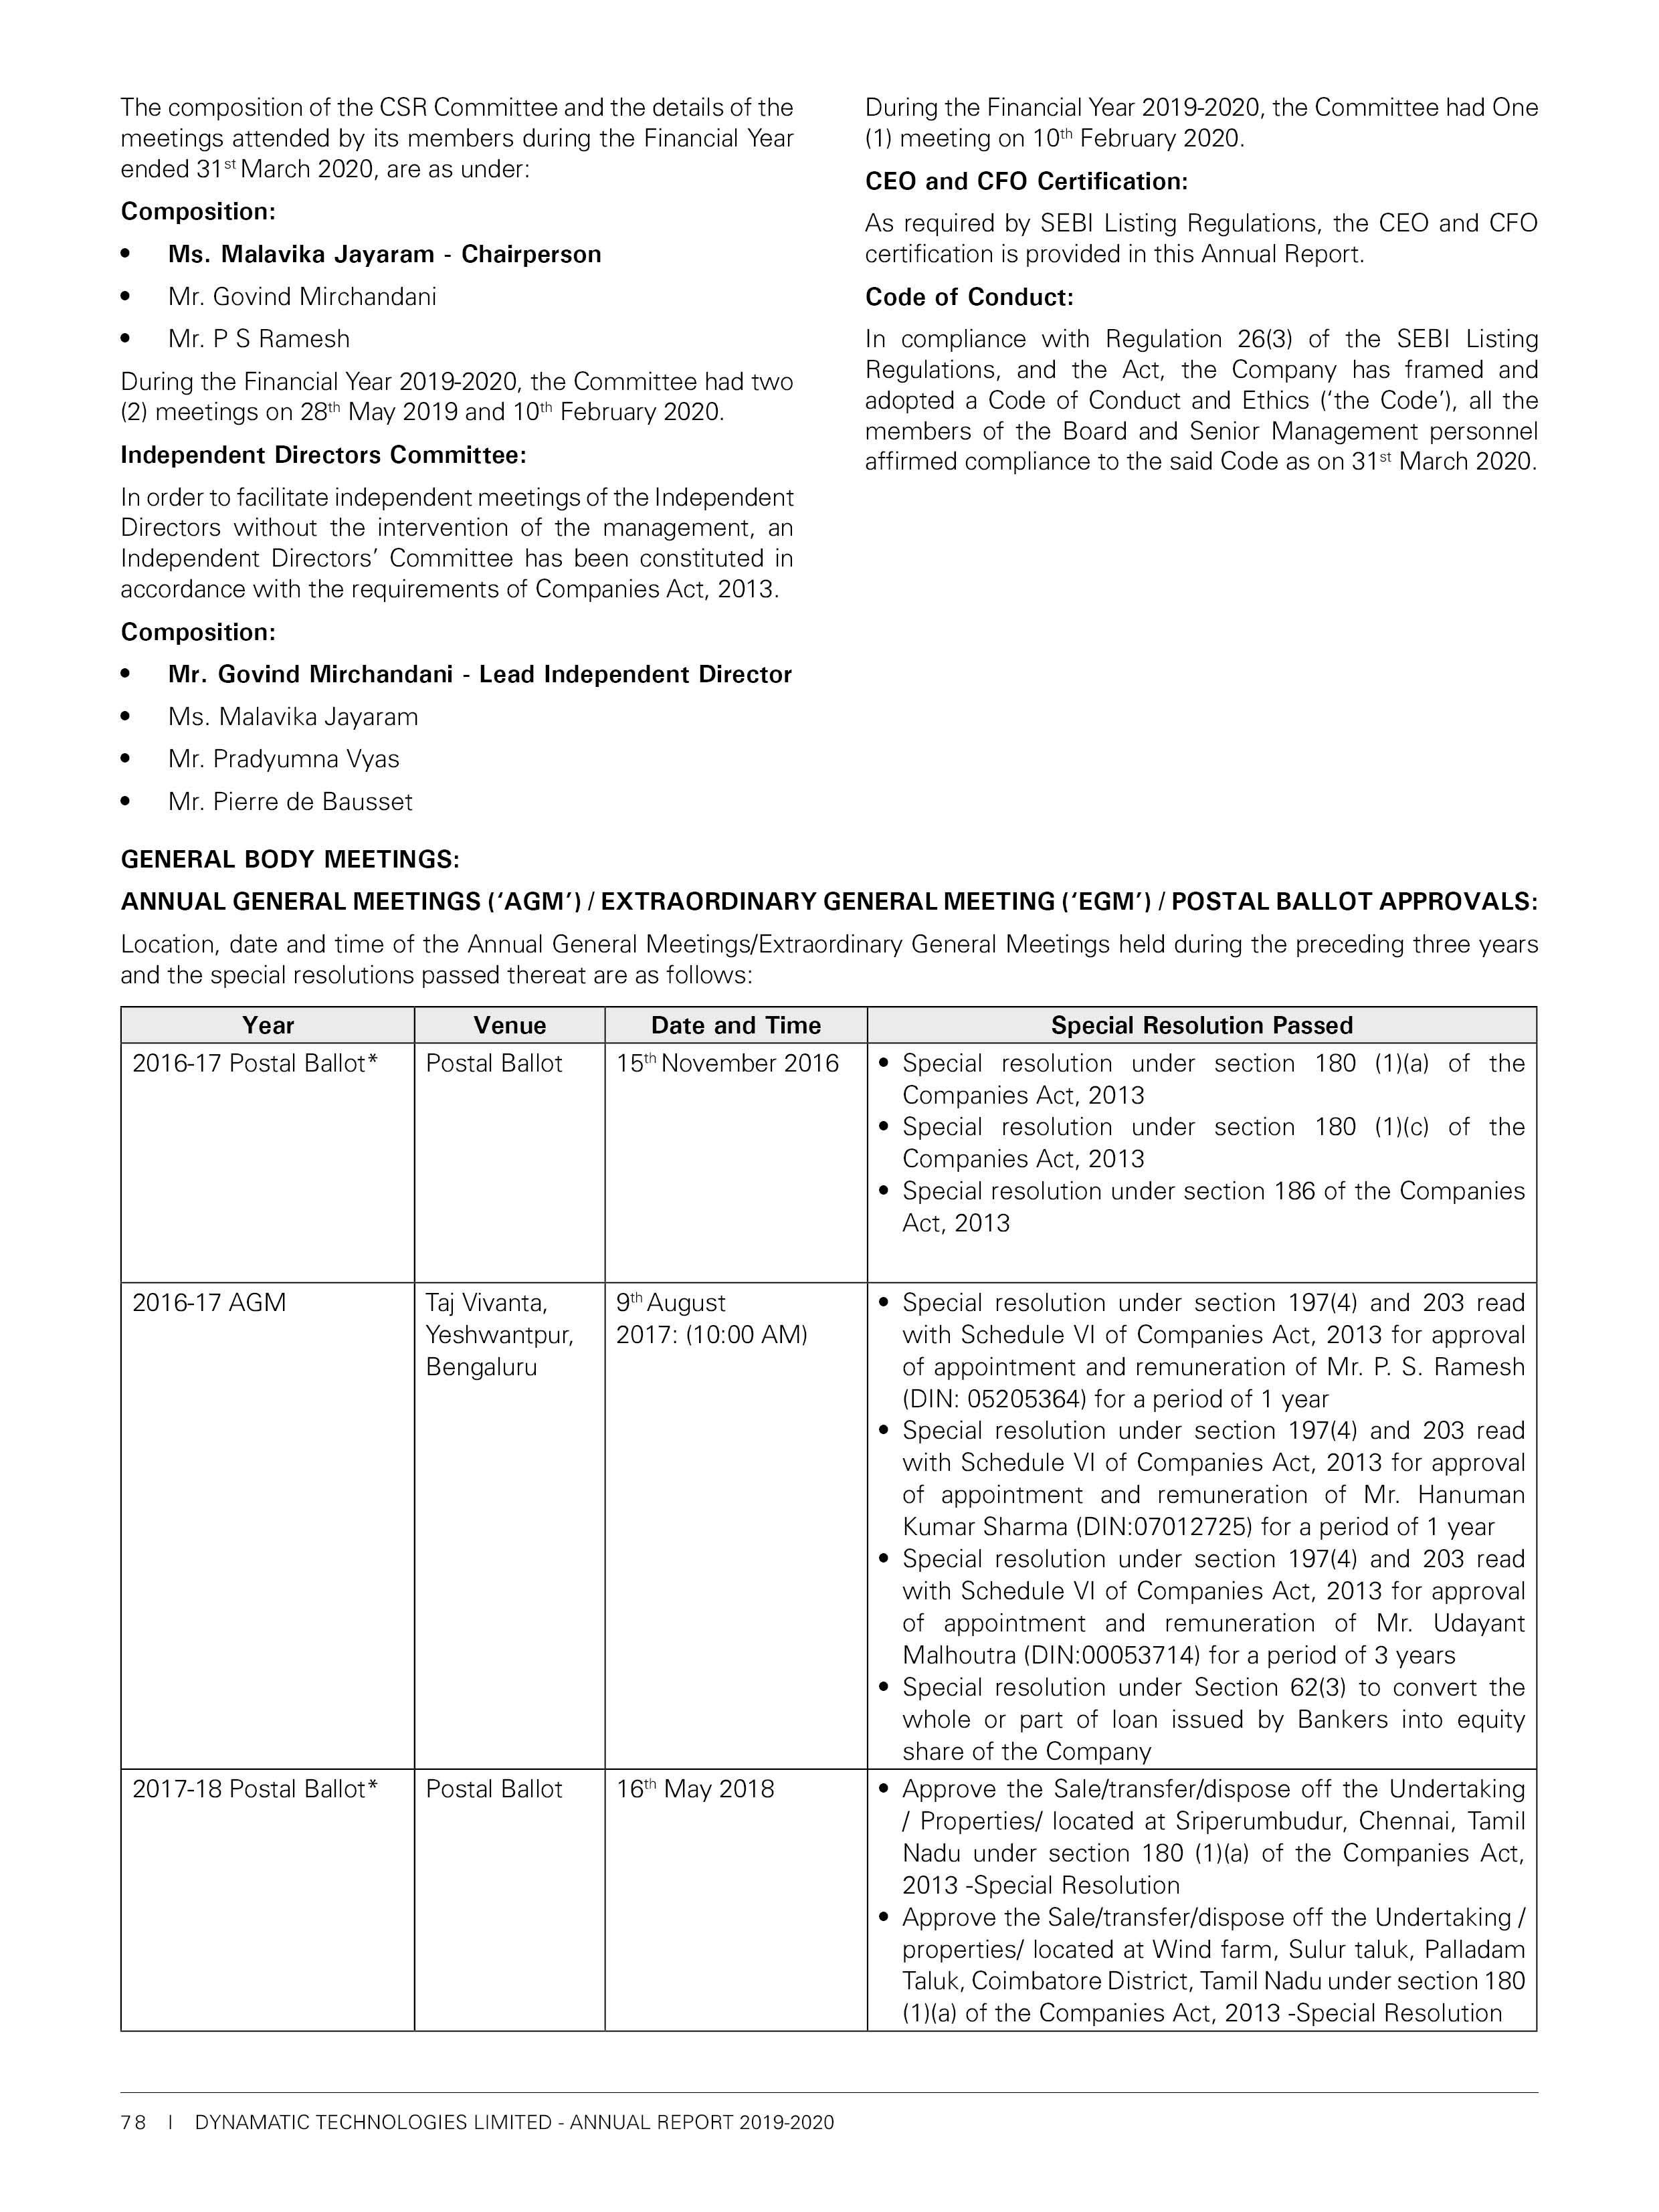 The composition of the CSR Committee and the details of the
meetings attended by its members during the Financial Year
ended 31st March 2020, are as under:
Composition:
• Ms. Malavika Jayaram - Chairperson
• Mr. Govind Mirchandani
• Mr. P S Ramesh
During the Financial Year 2019-2020, the Committee had two
(2) meetings on 28th May 2019 and 10th February 2020.
Independent Directors Committee:
In order to facilitate independent meetings of the Independent
Directors without the intervention of the management, an
Independent Directors' Committee has been constituted in
accordance with the requirements of Companies Act, 2013.
Composition:
• Mr. Govind Mirchandani - Lead Independent Director
• Ms. Malavika Jayaram
• Mr. Pradyumna Vyas
• Mr. Pierre de Bausset
During the Financial Year 2019-2020, the Committee had One
(1) meeting on 10th February 2020.
CEO and CFO Certification:
As required by SEBI Listing Regulations, the CEO and CFO
certification is provided in this Annual Report.
Code of Conduct:
In compliance with Regulation 26(3) of the SEBI Listing
Regulations, and the Act, the Company has framed and
adopted a Code of Conduct and Ethics ('the Code'), all the
members of the Board and Senior Management personnel
affirmed compliance to the said Code as on 31st March 2020.
GENERAL BODY MEETINGS:
ANNUAL GENERAL MEETINGS ('AGM') / EXTRAORDINARY GENERAL MEETING ('EGM') / POSTAL BALLOT APPROVALS:
Location, date and time of the Annual General Meetings/Extraordinary General Meetings held during the preceding three years
and the special resolutions passed thereat are as follows:
Year Venue Date and Time Special Resolution Passed
2016-17 Postal Ballot* Postal Ballot 15th November 2016 • Special resolution under section 180 (1)(a) of the
Companies Act, 2013
• Special resolution under section 180 (1)(c) of the
Companies Act, 2013
• Special resolution under section 186 of the Companies
Act, 2013
2016-17 AGM Taj Vivanta, 9th August • Special resolution under section 197(4) and 203 read
Yeshwantpur, 2017: (10:00 AM) with Schedule VI of Companies Act, 2013 for approval
Bengaluru of appointment and remuneration of Mr. P. S. Ramesh
(DIN: 05205364) for a period of 1 year
• Special resolution under section 197(4) and 203 read
with Schedule VI of Companies Act, 2013 for approval
of appointment and remuneration of Mr. Hanuman
Kumar Sharma (DIN:07012725) for a period of 1 year
• Special resolution under section 197(4) and 203 read
with Schedule VI of Companies Act, 2013 for approval
of appointment and remuneration of Mr. Udayant
Malhoutra (DIN:00053714) for a period of 3 years
• Special resolution under Section 62(3) to convert the
whole or part of loan issued by Bankers into equity
share of the Company
2017-18 Postal Ballot* Postal Ballot 16th May 2018 • Approve the Sale/transfer/dispose off the Undertaking
/ Properties/ located at Sriperumbudur, Chennai, Tamil
Nadu under section 180 (1)(a) of the Companies Act,
2013 -Special Resolution
• Approve the Sale/transfer/dispose off the Undertaking /
properties/ located at Wind farm, Sulur taluk, Palladam
Taluk, Coimbatore District, Tamil Nadu under section 180
(1)(a) of the Companies Act, 2013 -Special Resolution
78 I DYNAMATIC TECHNOLOGIES LIMITED - ANNUAL REPORT 2019-2020